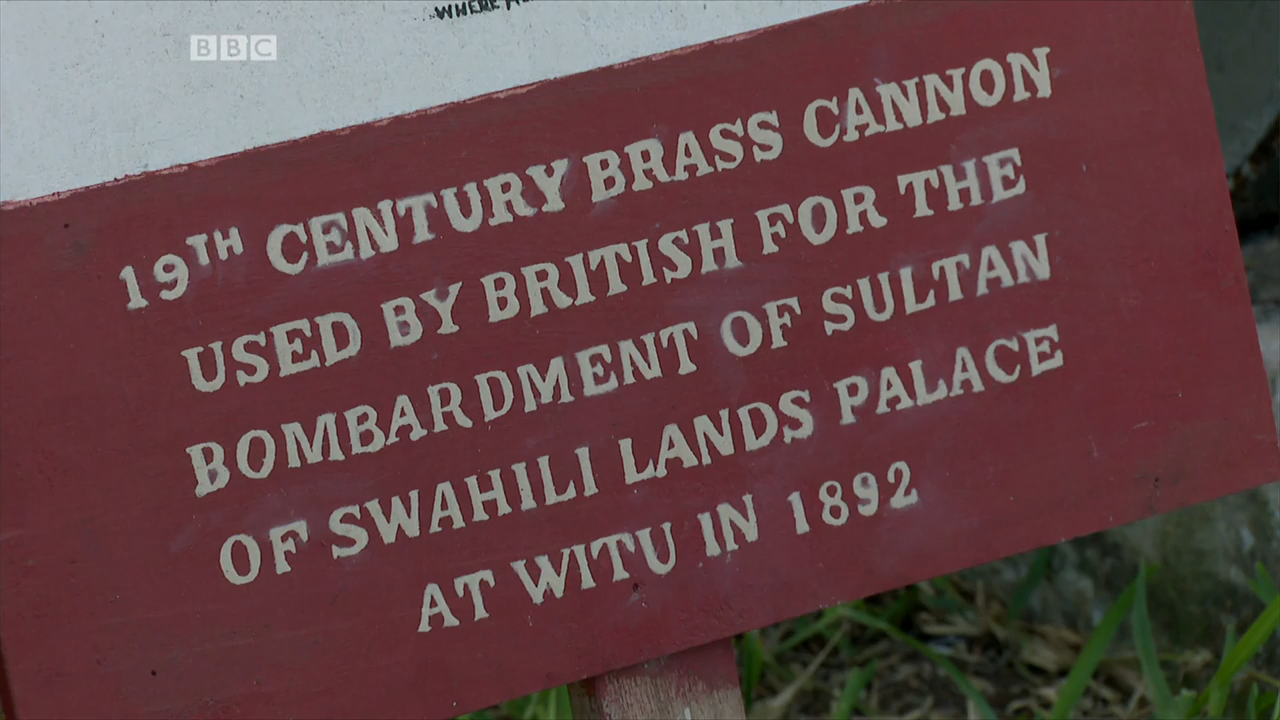 WHERE
BBC
19TH CENTURY BRASS CANNON
USED BY BRITISH FOR THE
BOMBARDMENT OF SULTAN
OF SWAHILI LANDS PALACE
AT WITU IN 1892